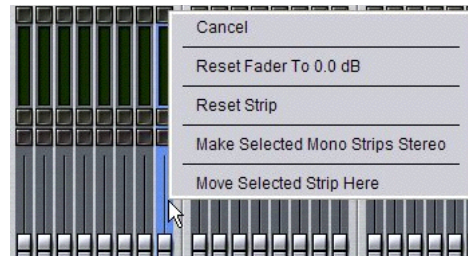 Cancel
Reset Fader To 0.0 dB
Reset Strip
Make Selected Mono Strips Stereo
Move Selected Strip Here